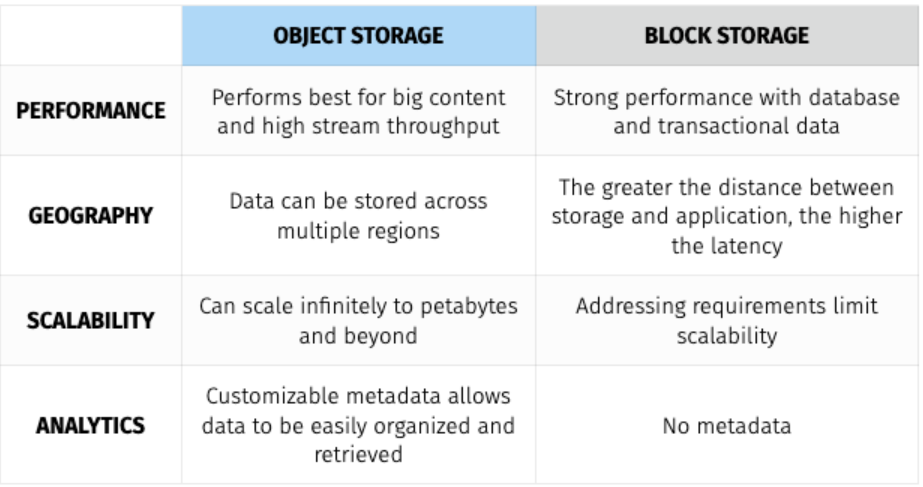 OBJECT STORAGE
BLOCK STORAGE
PERFORMANCE
Performs best for big content
and high stream throughput
Strong performance with database
and transactional data
GEOGRAPHY
Data can be stored across
multiple regions
The greater the distance between
storage and application, the higher
the latency
SCALABILITY
Can scale infinitely to petabytes
and beyond
Addressing requirements limit
scalability
ANALYTICS
Customizable metadata allows
data to be easily organized and
retrieved
No metadata